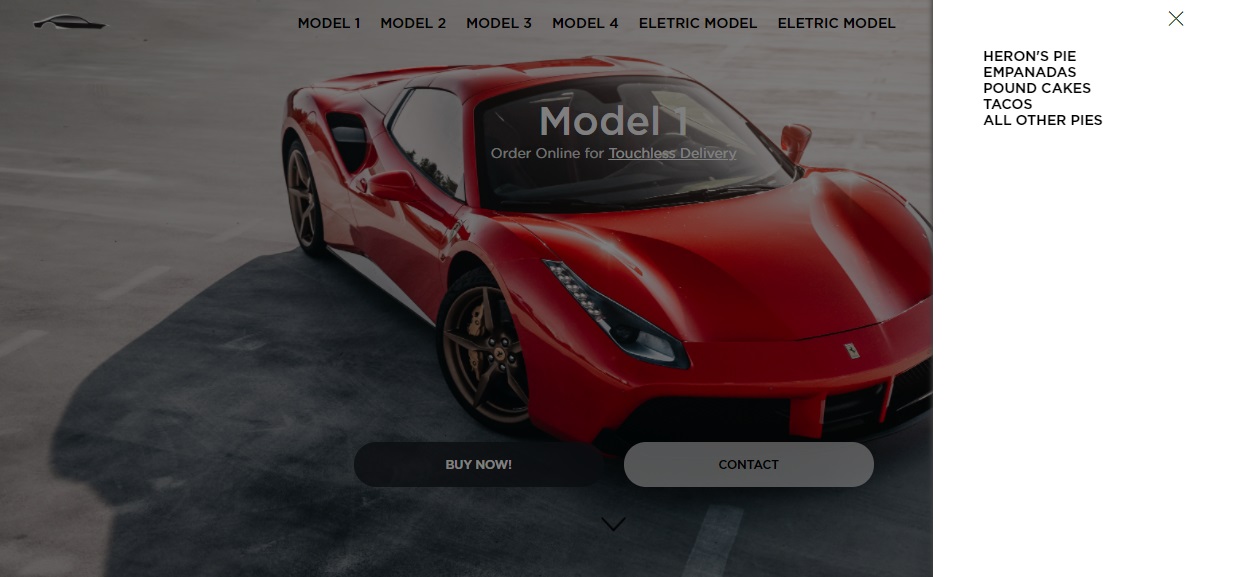 MODEL 1 MODEL 2 MODEL 3 MODEL 4 ELETRIC MODEL ELETRIC MODEL
Model 1
Order Online for Touchless Delivery
BUY NOW! CONTACT
HERON'S PIE
EMPANADAS
POUND CAKES
TACOS
ALL OTHER PIES